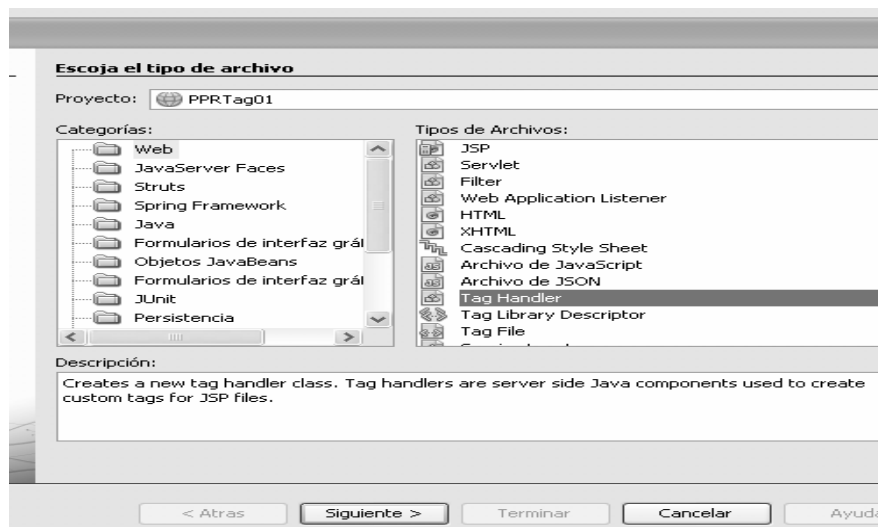 Escoja el tipo de archivo
Proyecto: PPRTag01
Categorías:
Web
JavaServer Faces
Struts
Spring Framework
Java
Formularios de interfaz grá
Objetos JavaBeans
Formularios de interfaz grá
JUnit
Persistencia
Tipos de Archivos:
JSP
Servlet
Filter
Web Application Listener
HTML
XHTML
Cascading Style Sheet
Archivo de JavaScript
Archivo de JSON
Tag Handler
Tag Library Descriptor
Tag File
Descripción:
Creates a new tag handler class. Tag handlers are server side Java components used to create
custom tags for JSP files.
< Atras Siguiente > Terminar Cancelar Ayuda